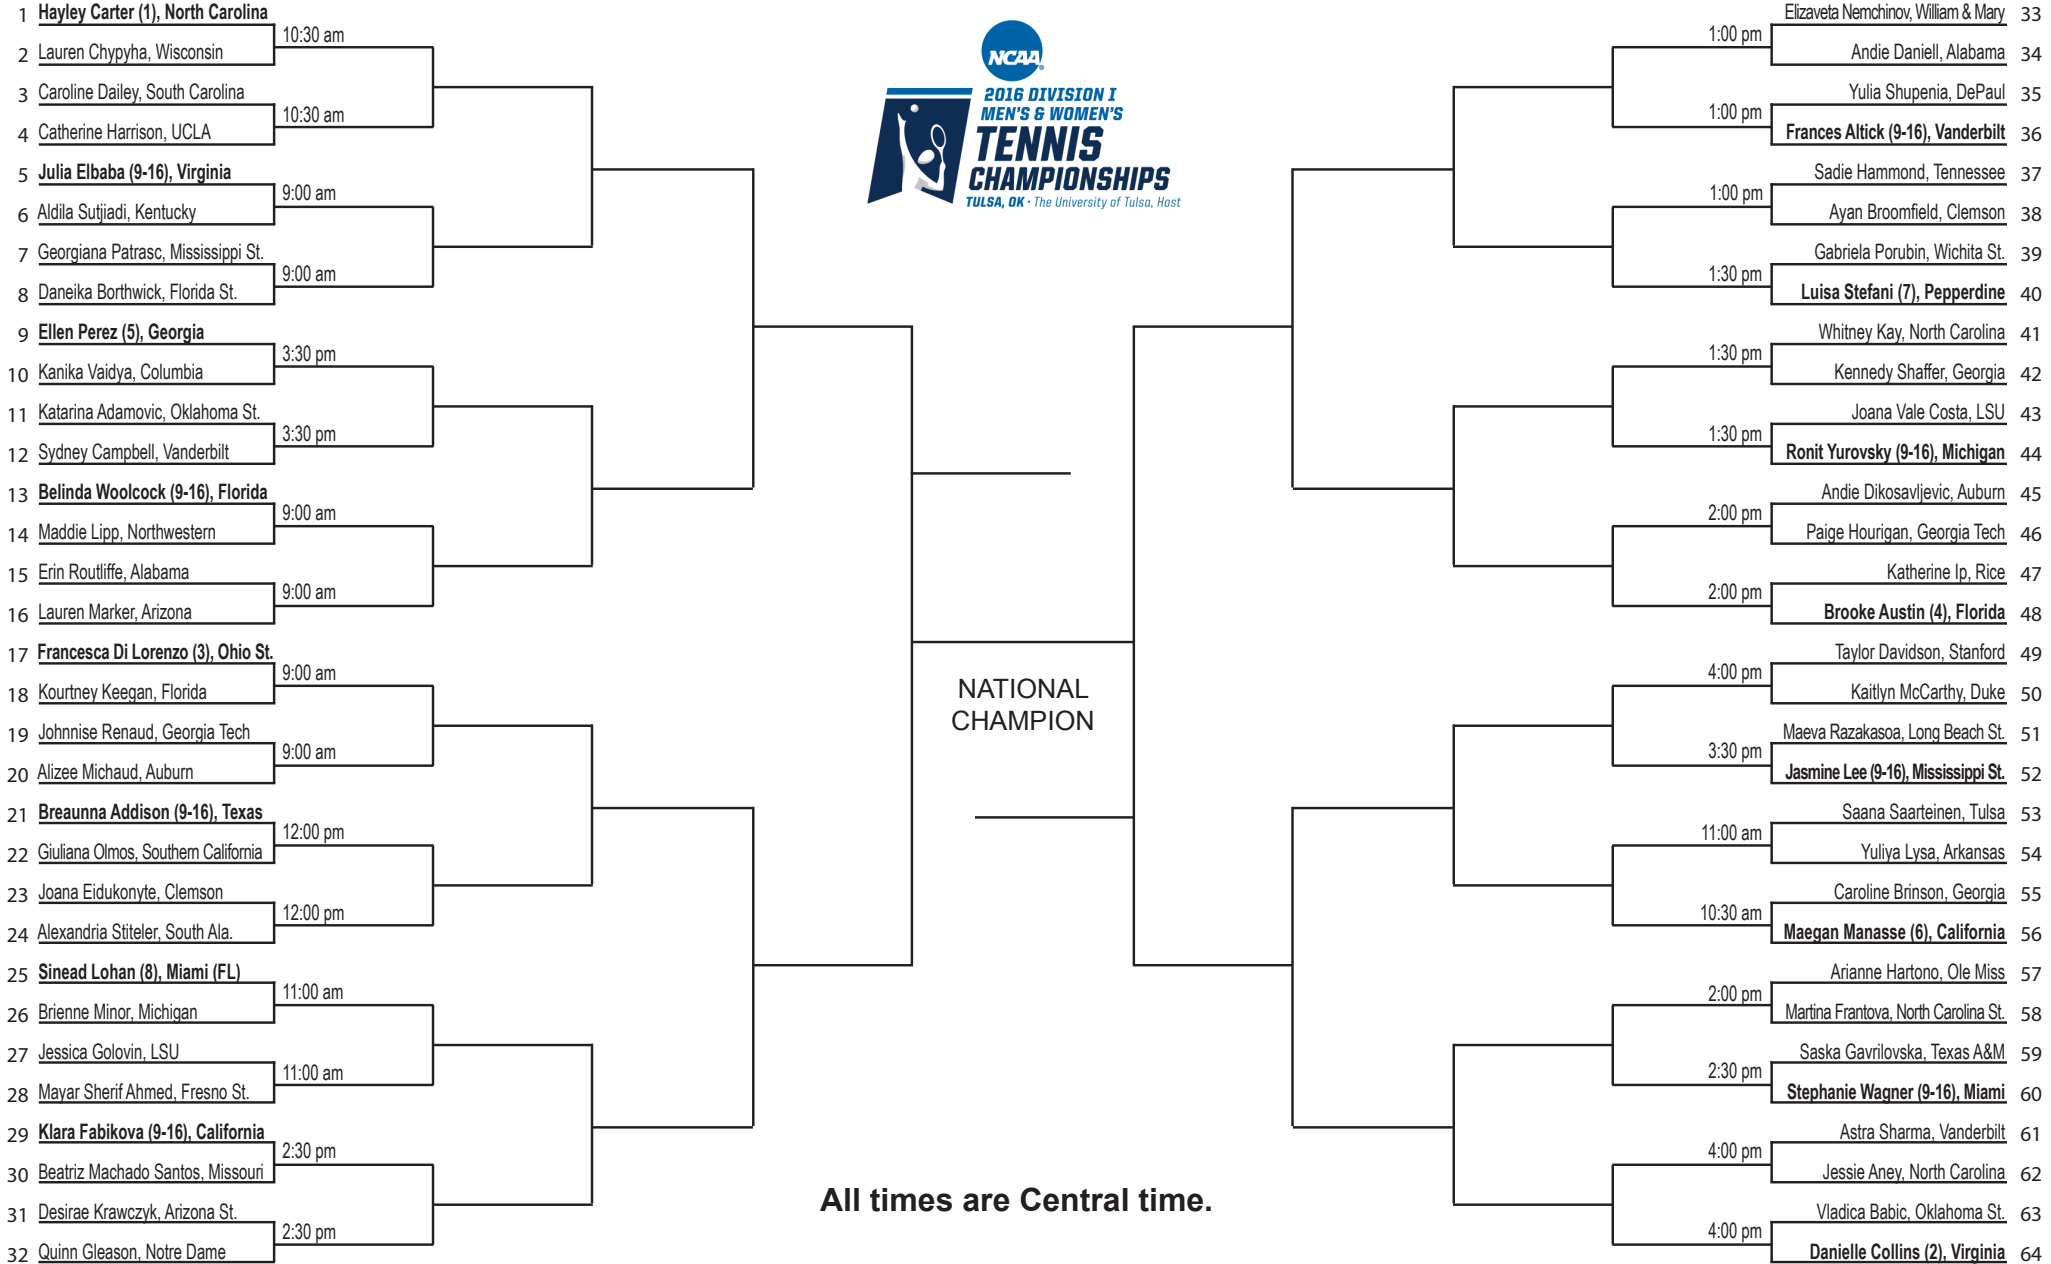 1 Hayley Carter (1), North Carolina
10:30 am
2 Lauren Chypyha, Wisconsin
3 Caroline Dailey, South Carolina
10:30 am
4 Catherine Harrison, UCLA
5 Julia Elbaba (9-16), Virginia
9:00 am
6 Aldila Sutjiadi, Kentucky
7 Georgiana Patrasc, Mississippi St.
9:00 am
8 Daneika Borthwick, Florida St.
9 Ellen Perez (5), Georgia
3:30 pm
10 Kanika Vaidya, Columbia
11 Katarina Adamovic, Oklahoma St.
3:30 pm
12 Sydney Campbell, Vanderbilt
13 Belinda Woolcock (9-16), Florida
9:00 am
14 Maddie Lipp, Northwestern
15 Erin Routliffe, Alabama
9:00 am
16 Lauren Marker, Arizona
17 Francesca Di Lorenzo (3), Ohio St.
9:00 am
18 Kourtney Keegan, Florida
19 Johnnise Renaud, Georgia Tech
9:00 am
20 Alizee Michaud, Auburn
21 Breaunna Addison (9-16), Texas
12:00 pm
22 Giuliana Olmos, Southern California
23 Joana Eidukonyte, Clemson
12:00 pm
24 Alexandria Stiteler, South Ala.
25 Sinead Lohan (8), Miami (FL)
11:00 am
26 Brienne Minor, Michigan
27 Jessica Golovin, LSU
11:00 am
28 Mayar Sherif Ahmed, Fresno St.
29 Klara Fabikova (9-16), California
2:30 pm
30 Beatriz Machado Santos, Missouri
31 Desirae Krawczyk, Arizona St.
2:30 pm
32 Quinn Gleason, Notre Dame
NCAA®
2016 DIVISION I
MEN'S & WOMEN'S
TENNIS
CHAMPIONSHIPS
TULSA, OK • The University of Tulsa, Host
NATIONAL
CHAMPION
All times are Central time.
Elizaveta Nemchinov, William & Mary 33
1:00 pm
Andie Daniell, Alabama 34
Yulia Shupenia, DePaul 35
1:00 pm
Frances Altick (9-16), Vanderbilt 36
Sadie Hammond, Tennessee 37
1:00 pm
Ayan Broomfield, Clemson 38
Gabriela Porubin, Wichita St. 39
1:30 pm
Luisa Stefani (7), Pepperdine 40
Whitney Kay, North Carolina 41
1:30 pm
Kennedy Shaffer, Georgia 42
Joana Vale Costa, LSU 43
1:30 pm
Ronit Yurovsky (9-16), Michigan 44
Andie Dikosavljevic, Auburn 45
2:00 pm
Paige Hourigan, Georgia Tech 46
Katherine Ip, Rice 47
2:00 pm
Brooke Austin (4), Florida 48
Taylor Davidson, Stanford 49
4:00 pm
Kaitlyn McCarthy, Duke 50
Maeva Razakasoa, Long Beach St. 51
3:30 pm
Jasmine Lee (9-16), Mississippi St. 52
Saana Saarteinen, Tulsa 53
11:00 am
Yuliya Lysa, Arkansas 54
Caroline Brinson, Georgia 55
10:30 am
Maegan Manasse (6), California 56
Arianne Hartono, Ole Miss 57
2:00 pm
Martina Frantova, North Carolina St. 58
Saska Gavrilovska, Texas A&M 59
2:30 pm
Stephanie Wagner (9-16), Miami 60
Astra Sharma, Vanderbilt 61
4:00 pm
Jessie Aney, North Carolina 62
Vladica Babic, Oklahoma St. 63
4:00 pm
Danielle Collins (2), Virginia 64